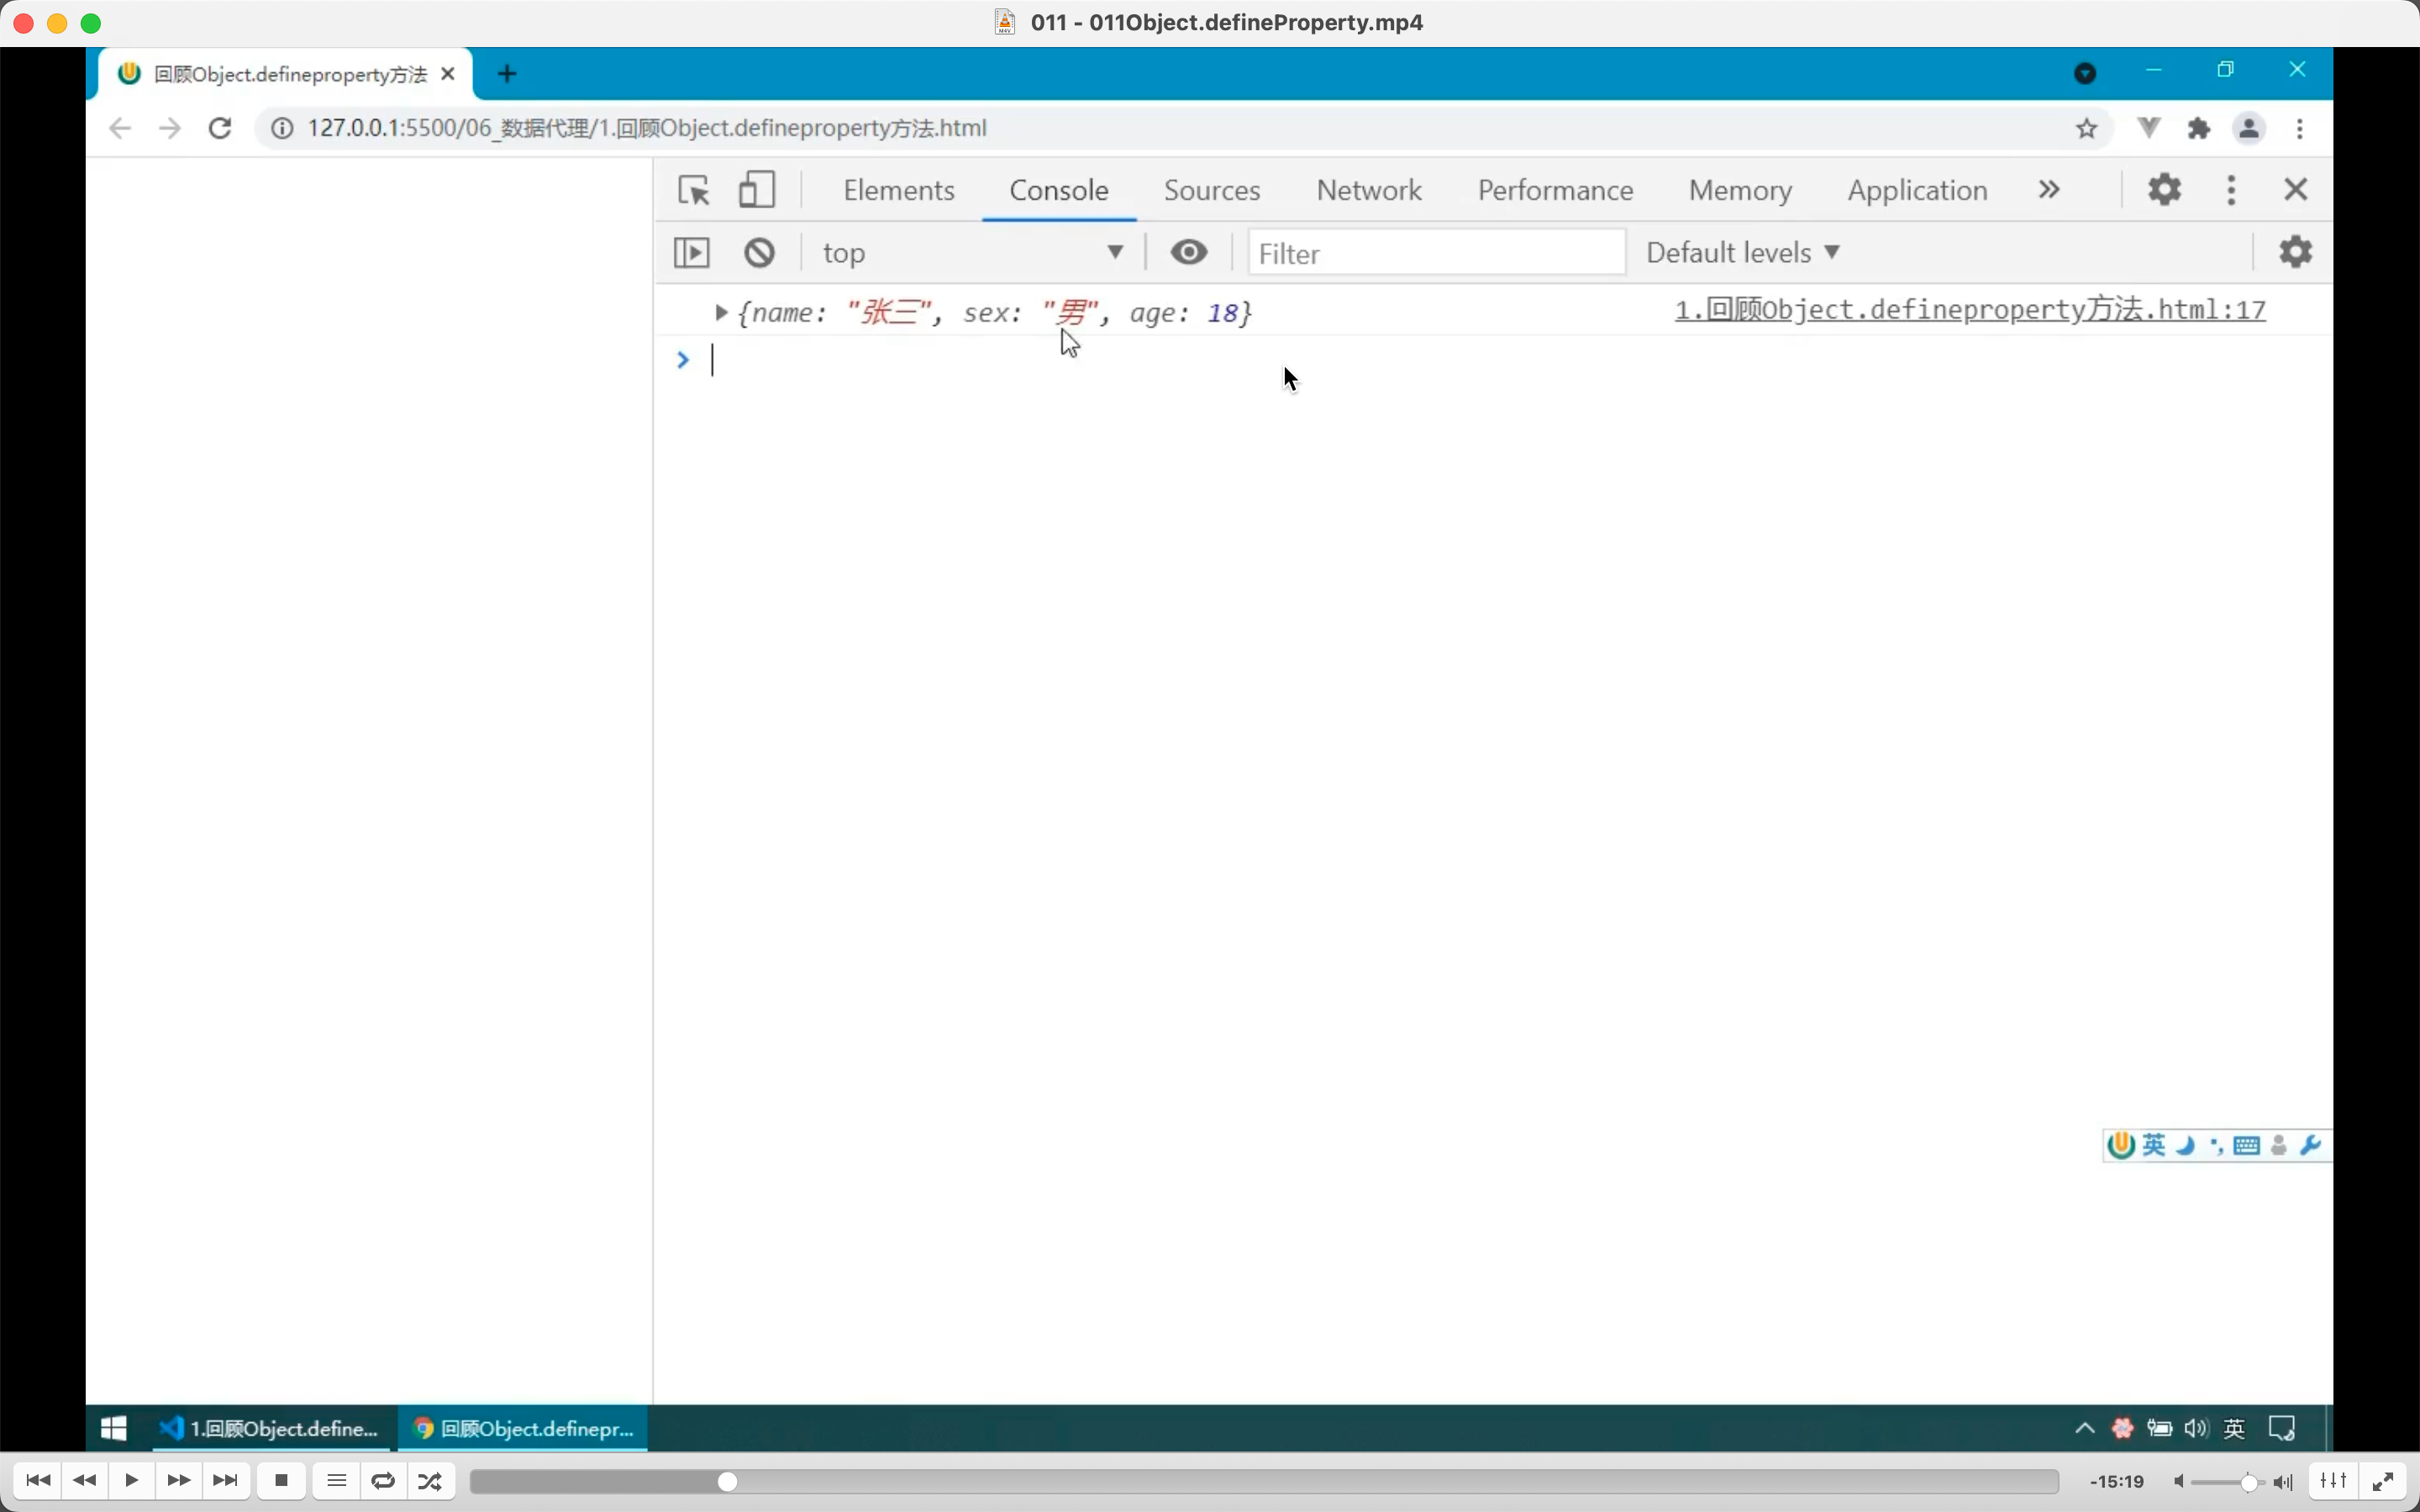 011 - 011Object.defineProperty.mp4
回顾Object.defineproperty方法
127.0.0.1:5500/06_数据代理/1.回顾Object.defineproperty方法.html
Elements Console Sources Network Performance Memory Application
top Filter Default levels
{name: "张三", sex: "男", age: 18} 1.回顾Object.defineproperty方法.html:17
英
1.回顾Object.define... 回顾Object.definepr... 英
-15:19